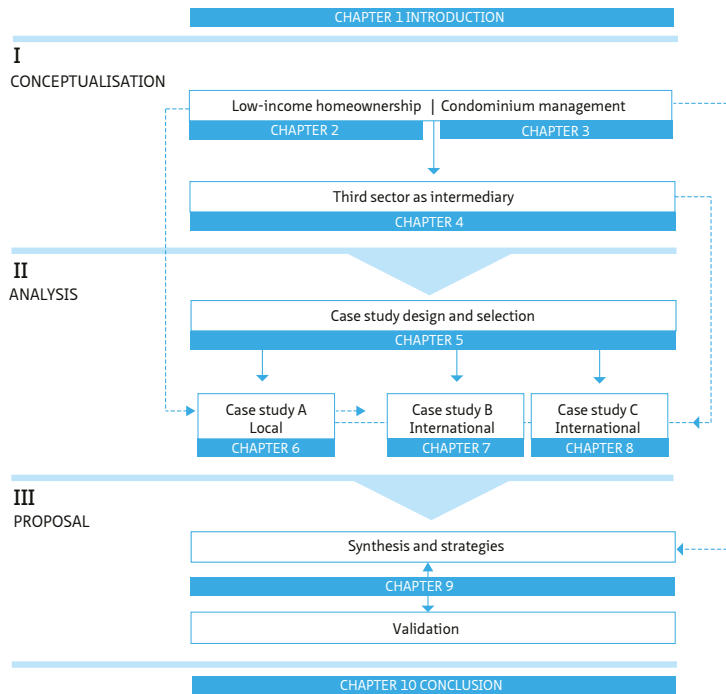 CHAPTER 1 INTRODUCTION
I
CONCEPTUALISATION
Low-income homeownership | Condominium management
CHAPTER 2
CHAPTER 3
Third sector as intermediary
CHAPTER 4
II
ANALYSIS
Case study design and selection
CHAPTER 5
Case study A
Local
CHAPTER 6
Case study B
International
CHAPTER 7
Case study C
International
CHAPTER 8
III
PROPOSAL
Synthesis and strategies
CHAPTER 9
Validation
CHAPTER 10 CONCLUSION